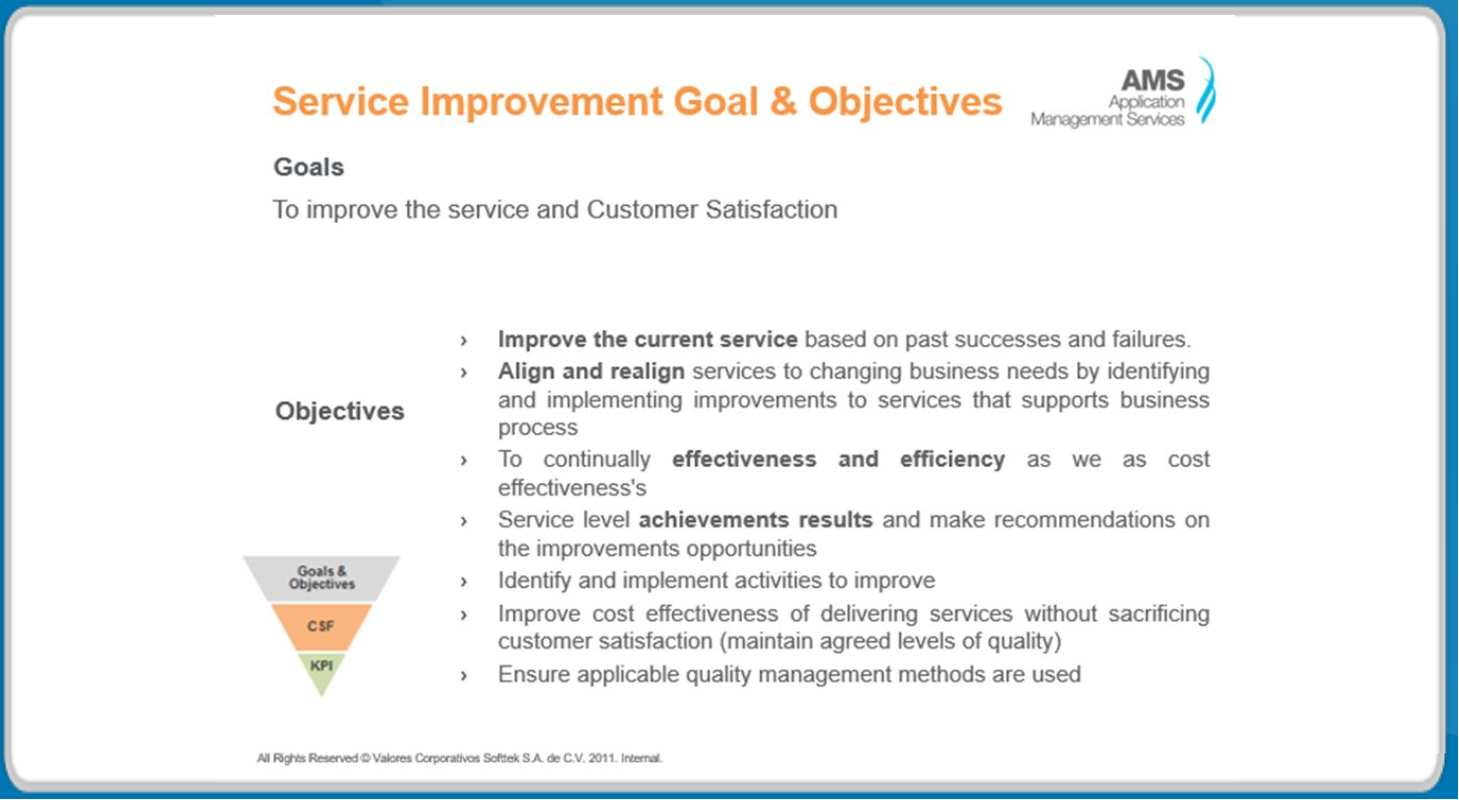 Service Improvement Goal & Objectives
AMS
Application
Management Services
Goals
To improve the service and Customer Satisfaction
Objectives
› Improve the current service based on past successes and failures.
› Align and realign services to changing business needs by identifying
and implementing improvements to services that supports business
process
› To continually effectiveness and efficiency as we as cost
effectiveness's
› Service level achievements results and make recommendations on
the improvements opportunities
› Identify and implement activities to improve
› Improve cost effectiveness of delivering services without sacrificing
customer satisfaction (maintain agreed levels of quality)
› Ensure applicable quality management methods are used
Goals &
Objectives
CSF
KPI
All Rights Reserved © Valores Corporativos Softtek S.A. de C.V. 2011. Internal.